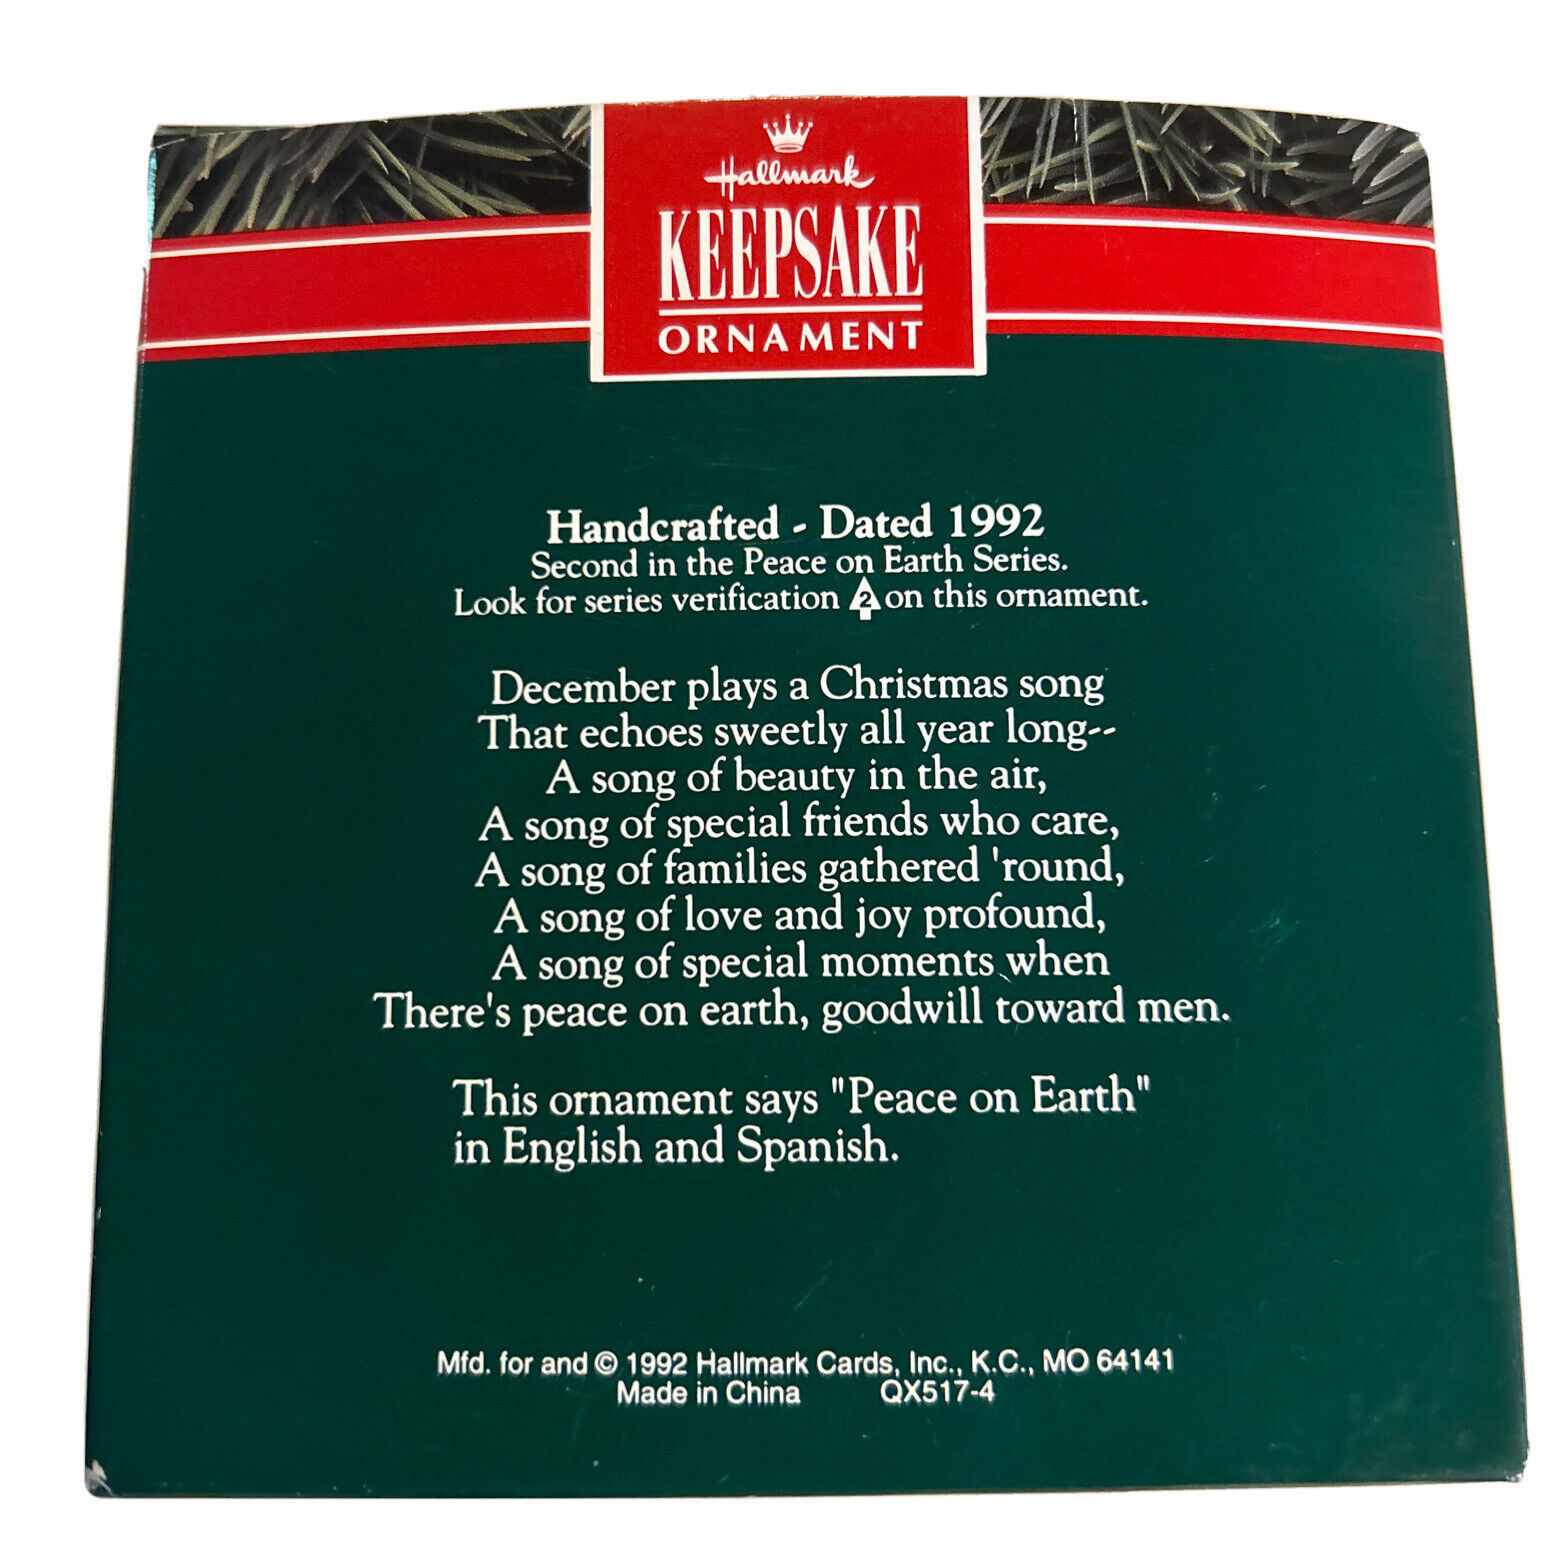 Hallmark
KEEPSAKE
ORNAMENT
Handcrafted - Dated 1992
Second in the Peace on Earth Series.
Look for series verification 2 on this ornament.
December plays a Christmas song
That echoes sweetly all year long--
A song of beauty in the air,
A song of special friends who care,
A song of families gathered 'round,
A song of love and joy profound,
A song of special moments when
There's peace on earth, goodwill toward men.
This ornament says "Peace on Earth"
in English and Spanish.
Mfd. for and © 1992 Hallmark Cards, Inc., K.C., MO 64141
Made in China QX517-4